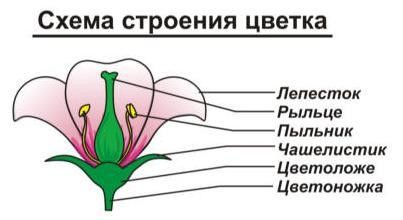 Схема строения цветка
Лепесток
Рыльце
Пыльник
Чашелистик
Цветоложе
Цветоножка